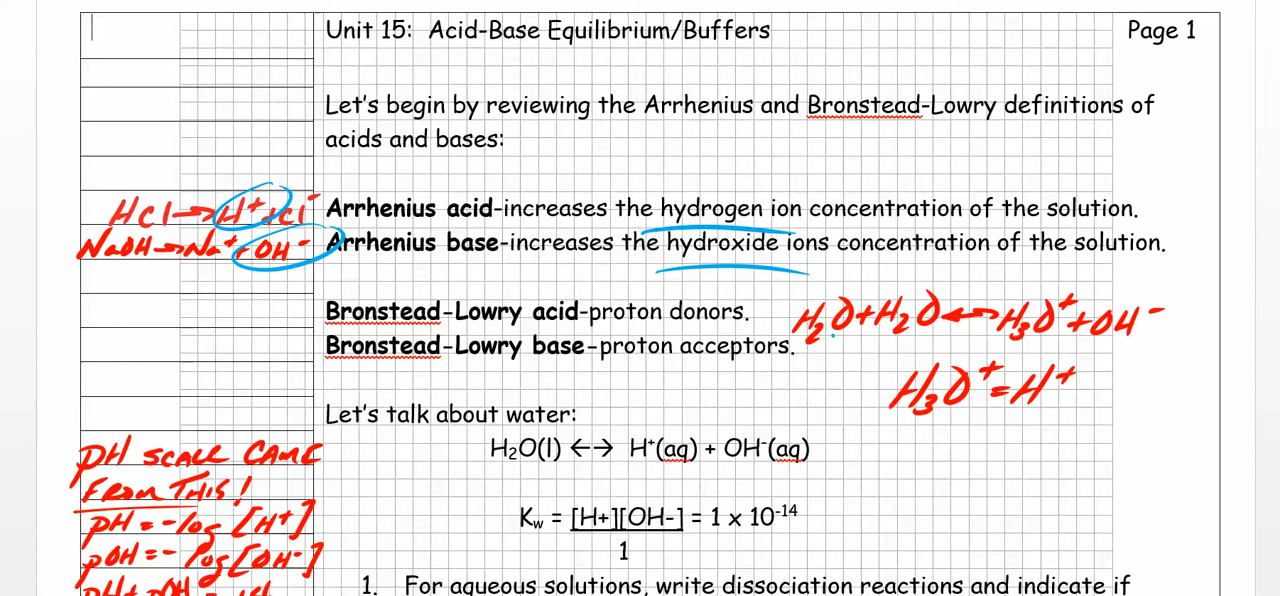 Unit 15: Acid-Base Equilibrium/Buffers Page 1
Let's begin by reviewing the Arrhenius and Bronstead-Lowry definitions of
acids and bases:
HCl→H⁺+Cl⁻
Arrhenius acid-increases the hydrogen ion concentration of the solution.
NaOH→Na⁺+OH⁻
Arrhenius base-increases the hydroxide ions concentration of the solution.
Bronstead-Lowry acid-proton donors.
H₂O+H₂O↔H₃O⁺+OH⁻
Bronstead-Lowry base-proton acceptors.
H₃O⁺=H⁺
Let's talk about water:
H₂O(l) ←→ H⁺(aq) + OH⁻(aq)
pH SCALE CAME
FROM THIS!
pH = -log [H⁺]
pOH = -log [OH⁻]
pH + pOH = 14
Kw = [H+][OH-] = 1 x 10⁻¹⁴
1
1. For aqueous solutions, write dissociation reactions and indicate if